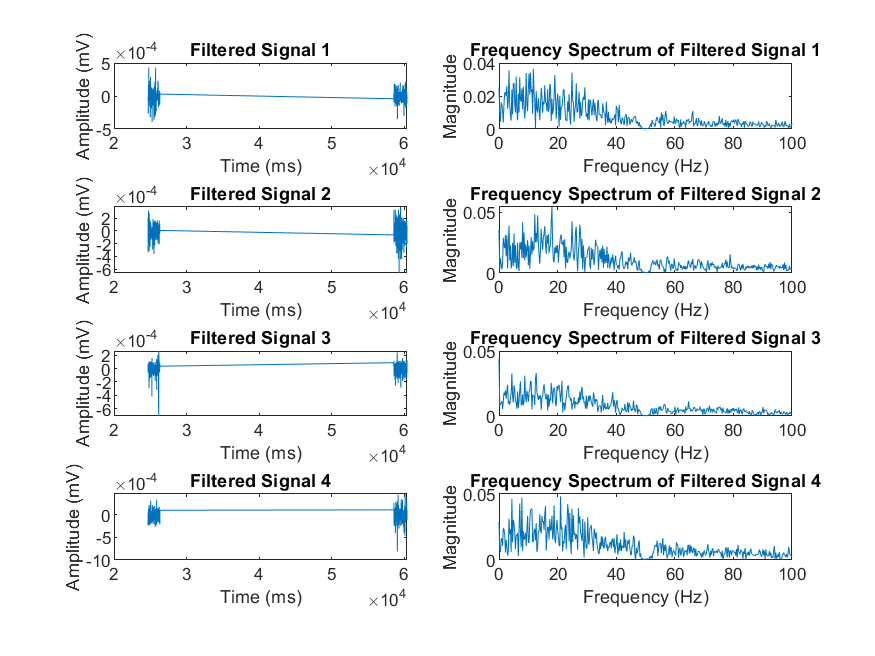 Filtered Signal 1
×10^-4
Amplitude (mV)
5
0
-5
2 3 4 5 6
Time (ms)
×10^4
Frequency Spectrum of Filtered Signal 1
Magnitude
0.04
0.02
0
0 20 40 60 80 100
Frequency (Hz)
Filtered Signal 2
×10^-4
Amplitude (mV)
2
0
-2
-4
-6
2 3 4 5 6
Time (ms)
×10^4
Frequency Spectrum of Filtered Signal 2
Magnitude
0.05
0
0 20 40 60 80 100
Frequency (Hz)
Filtered Signal 3
×10^-4
Amplitude (mV)
2
0
-2
-4
-6
2 3 4 5 6
Time (ms)
×10^4
Frequency Spectrum of Filtered Signal 3
Magnitude
0.05
0
0 20 40 60 80 100
Frequency (Hz)
Filtered Signal 4
×10^-4
Amplitude (mV)
0
-5
-10
2 3 4 5 6
Time (ms)
×10^4
Frequency Spectrum of Filtered Signal 4
Magnitude
0.05
0
0 20 40 60 80 100
Frequency (Hz)